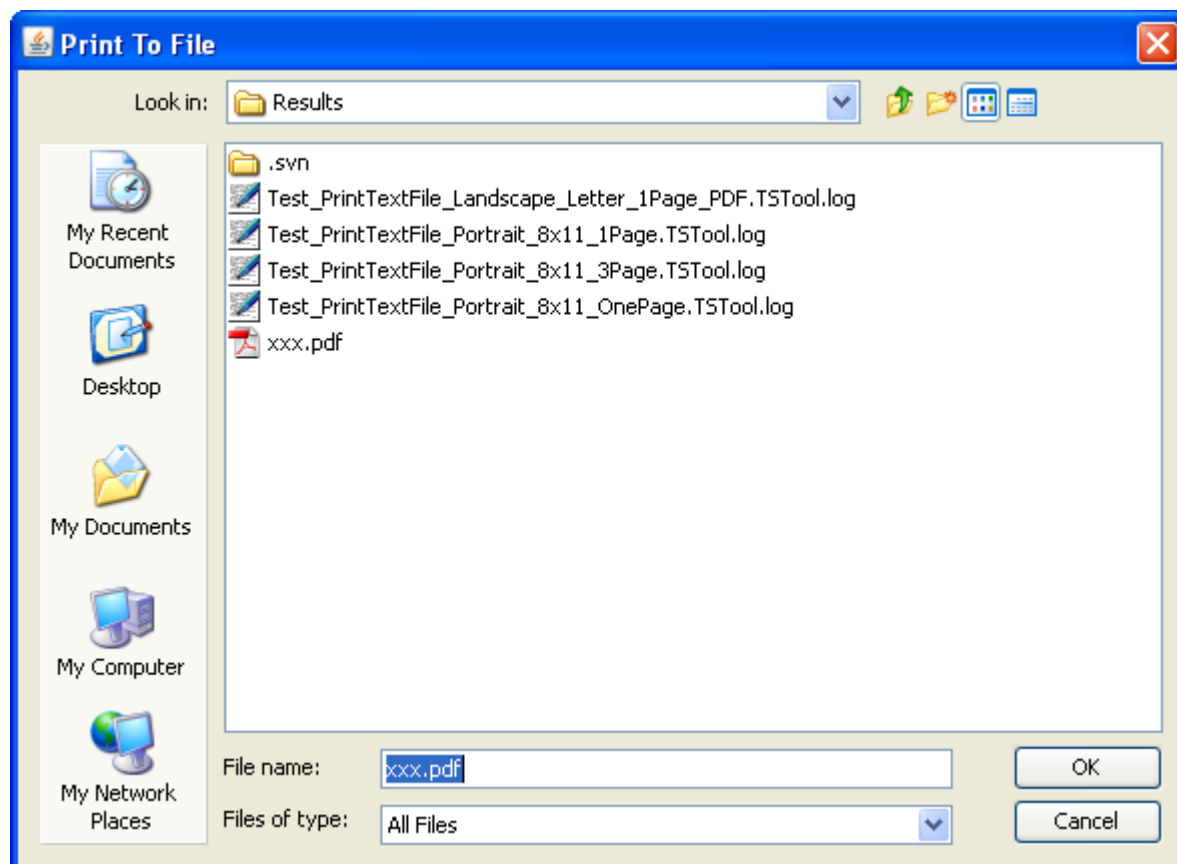 Print To File
Look in:
Results
My Recent
Documents
Desktop
My Documents
My Computer
My Network
Places
.svn
Test_PrintTextFile_Landscape_Letter_1Page_PDF.TSTool.log
Test_PrintTextFile_Portrait_8x11_1Page.TSTool.log
Test_PrintTextFile_Portrait_8x11_3Page.TSTool.log
Test_PrintTextFile_Portrait_8x11_OnePage.TSTool.log
xxx.pdf
File name:
xxx.pdf
OK
Files of type:
All Files
Cancel